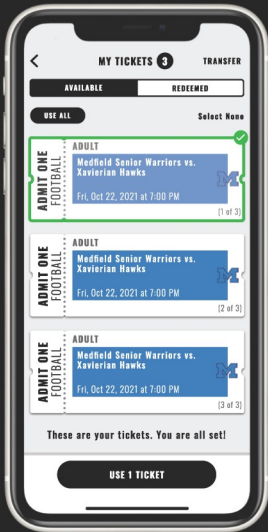 MY TICKETS 3
TRANSFER
AVAILABLE
REDEEMED
USE ALL
Select None
ADMIT ONE
FOOTBALL
ADULT
Medfield Senior Warriors vs.
Xavierian Hawks
Fri, Oct 22, 2021 at 7:00 PM
M
[1 of 3]
ADMIT ONE
FOOTBALL
ADULT
Medfield Senior Warriors vs.
Xavierian Hawks
Fri, Oct 22, 2021 at 7:00 PM
M
[2 of 3]
ADMIT ONE
FOOTBALL
ADULT
Medfield Senior Warriors vs.
Xavierian Hawks
Fri, Oct 22, 2021 at 7:00 PM
M
[3 of 3]
These are your tickets. You are all set!
USE 1 TICKET